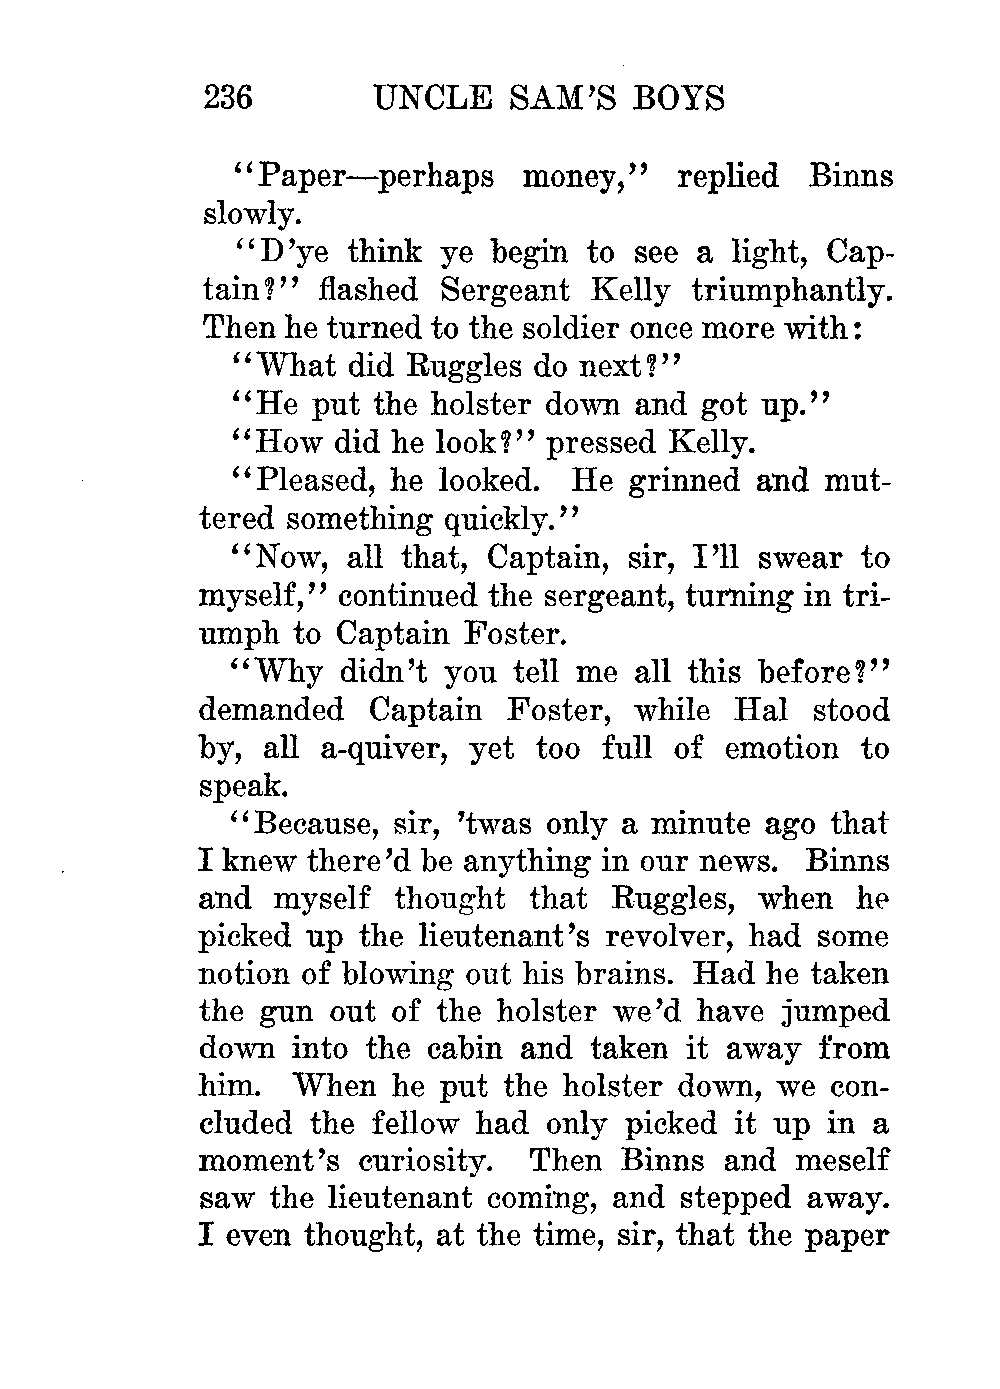 236 UNCLE SAM'S BOYS
"Paper—perhaps money," replied Binns
slowly.
"D'ye think ye begin to see a light, Cap-
tain?" flashed Sergeant Kelly triumphantly.
Then he turned to the soldier once more with:
"What did Ruggles do next?"
"He put the holster down and got up."
"How did he look?" pressed Kelly.
"Pleased, he looked. He grinned and mut-
tered something quickly."
"Now, all that, Captain, sir, I'll swear to
myself," continued the sergeant, turning in tri-
umph to Captain Foster.
"Why didn't you tell me all this before?"
demanded Captain Foster, while Hal stood
by, all a-quiver, yet too full of emotion to
speak.
"Because, sir, 'twas only a minute ago that
I knew there'd be anything in our news. Binns
and myself thought that Ruggles, when he
picked up the lieutenant's revolver, had some
notion of blowing out his brains. Had he taken
the gun out of the holster we'd have jumped
down into the cabin and taken it away from
him. When he put the holster down, we con-
cluded the fellow had only picked it up in a
moment's curiosity. Then Binns and meself
saw the lieutenant coming, and stepped away.
I even thought, at the time, sir, that the paper